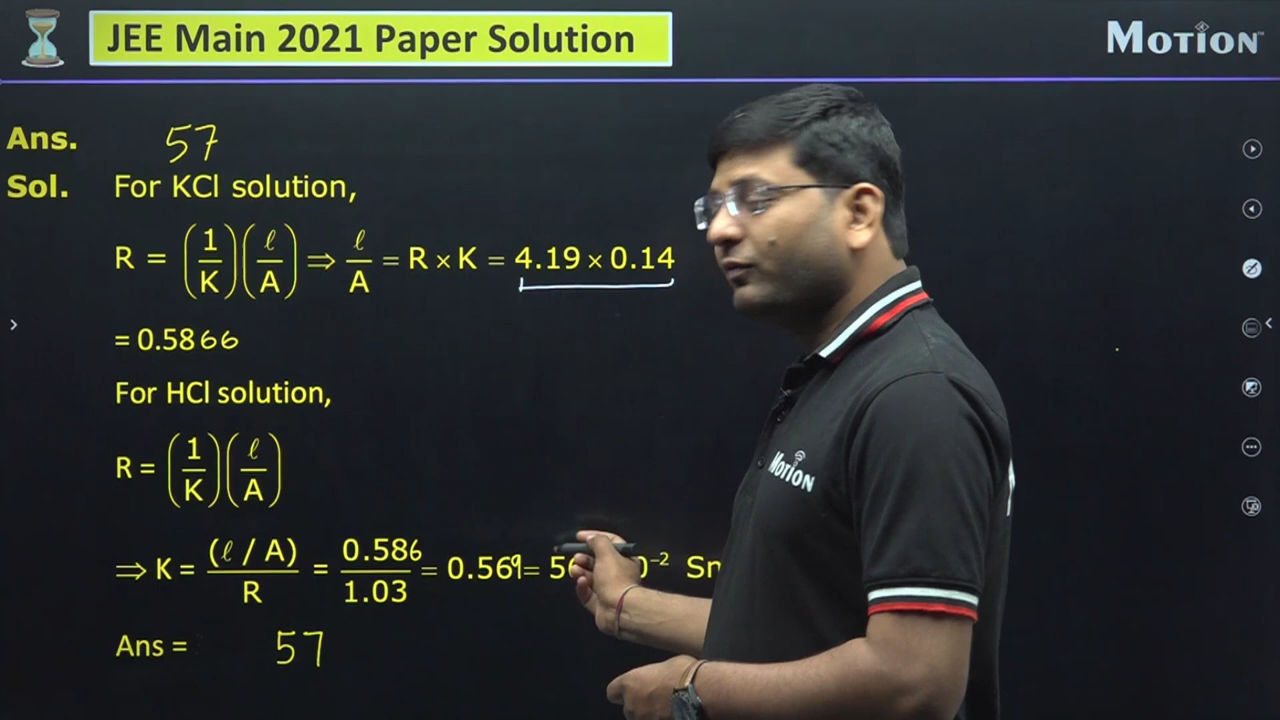 JEE Main 2021 Paper Solution
MOTION
Ans. 57
Sol. For KCl solution,
R = (1/K)(ℓ/A) ⇒ ℓ/A = R × K = 4.19 × 0.14
= 0.5866
For HCl solution,
R = (1/K)(ℓ/A)
⇒ K = (ℓ / A)/R = 0.586/1.03 = 0.569 =
Ans = 57
MOTION